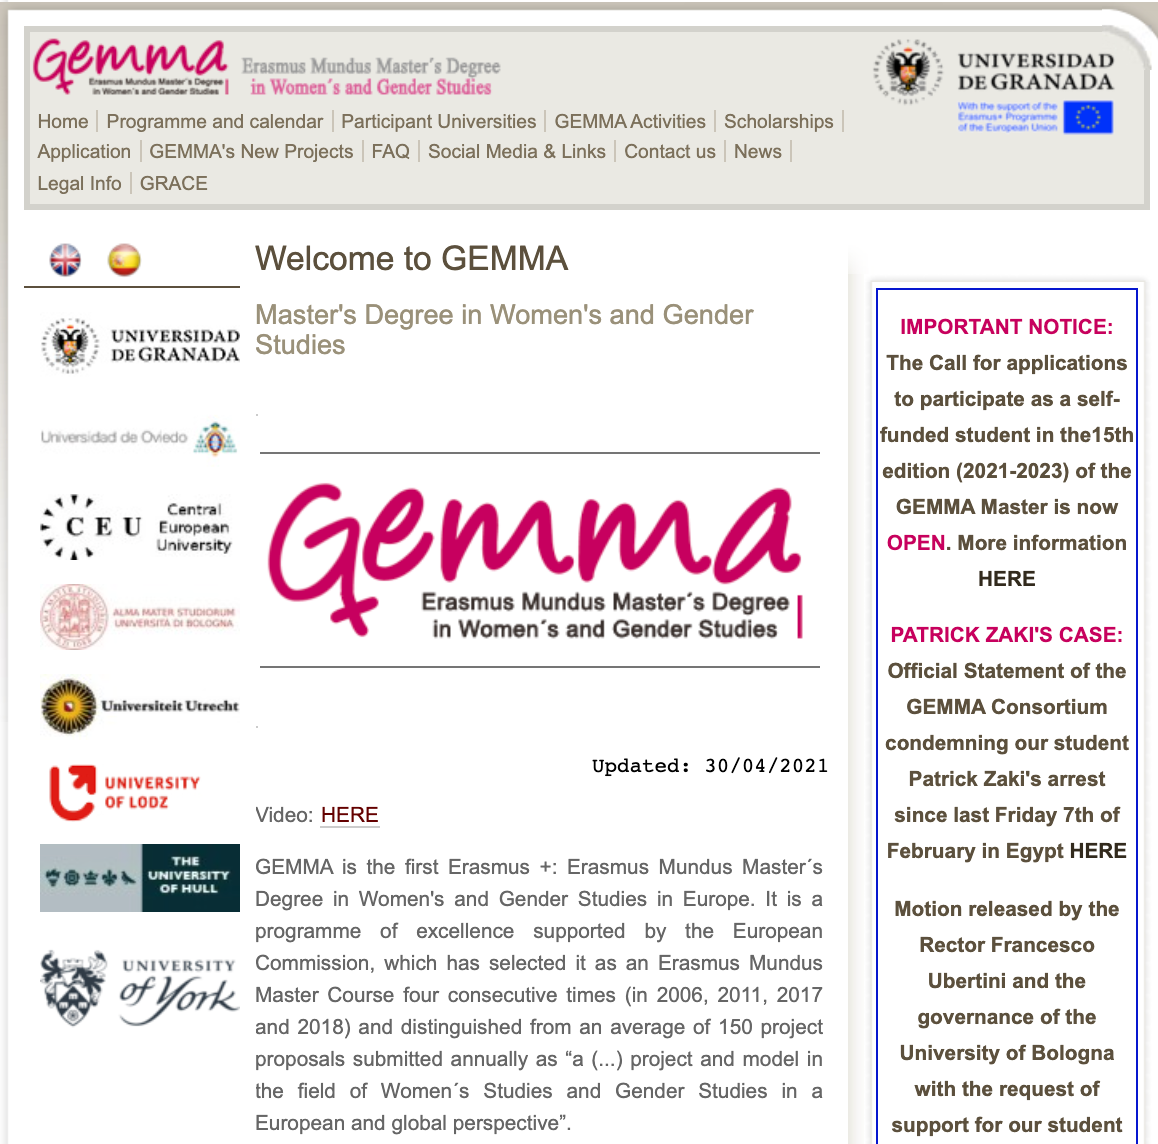 Gemma
Erasmus Mundus Master´s Degree
in Women´s and Gender Studies
Erasmus Mundus Master´s Degree
in Women´s and Gender Studies
UNIVERSIDAD
DE GRANADA
With the support of the
Erasmus+ Programme
of the European Union
Home | Programme and calendar | Participant Universities | GEMMA Activities | Scholarships |
Application | GEMMA's New Projects | FAQ | Social Media & Links | Contact us | News |
Legal Info | GRACE
UNIVERSIDAD
DE GRANADA
Universidad de Oviedo
CEU
Central
European
University
ALMA MATER STUDIORUM
UNIVERSITÀ DI BOLOGNA
Universiteit Utrecht
UNIVERSITY
OF LODZ
THE
UNIVERSITY
OF HULL
UNIVERSITY
of York
Welcome to GEMMA
Master's Degree in Women's and Gender
Studies
Gemma
Erasmus Mundus Master´s Degree
in Women´s and Gender Studies
Updated: 30/04/2021
Video: HERE
GEMMA is the first Erasmus +: Erasmus Mundus Master´s
Degree in Women's and Gender Studies in Europe. It is a
programme of excellence supported by the European
Commission, which has selected it as an Erasmus Mundus
Master Course four consecutive times (in 2006, 2011, 2017
and 2018) and distinguished from an average of 150 project
proposals submitted annually as “a (...) project and model in
the field of Women´s Studies and Gender Studies in a
European and global perspective”.
IMPORTANT NOTICE:
The Call for applications
to participate as a self-
funded student in the15th
edition (2021-2023) of the
GEMMA Master is now
OPEN. More information
HERE
PATRICK ZAKI'S CASE:
Official Statement of the
GEMMA Consortium
condemning our student
Patrick Zaki's arrest
since last Friday 7th of
February in Egypt HERE
Motion released by the
Rector Francesco
Ubertini and the
governance of the
University of Bologna
with the request of
support for our student